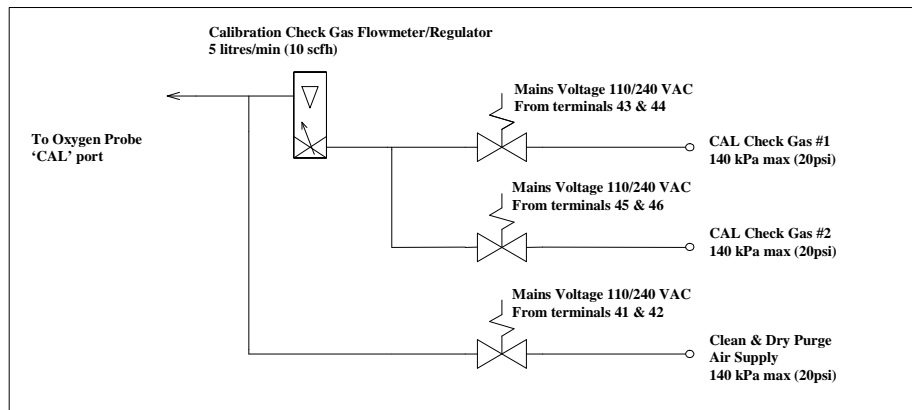 Calibration Check Gas Flowmeter/Regulator
5 litres/min (10 scfh)
Mains Voltage 110/240 VAC
From terminals 43 & 44
To Oxygen Probe
‘CAL’ port
CAL Check Gas #1
140 kPa max (20psi)
Mains Voltage 110/240 VAC
From terminals 45 & 46
CAL Check Gas #2
140 kPa max (20psi)
Mains Voltage 110/240 VAC
From terminals 41 & 42
Clean & Dry Purge
Air Supply
140 kPa max (20psi)